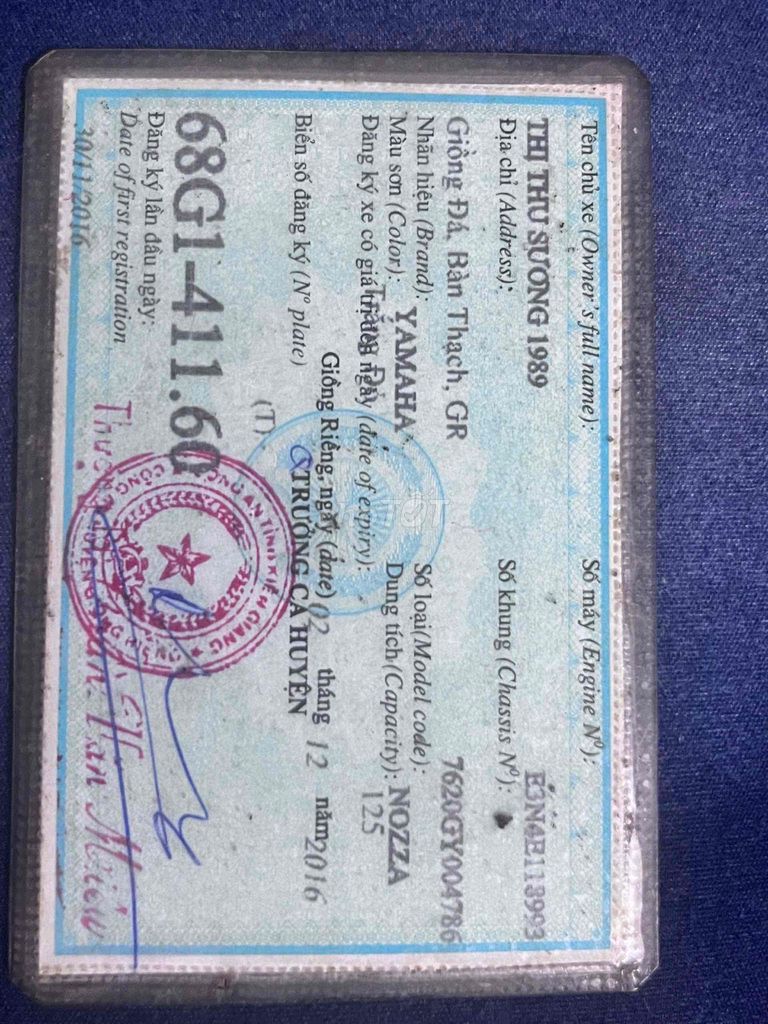 Tên chủ xe (Owner's full name):
Số máy (Engine Nº):
THỊ THU SƯƠNG 1989
E3N4E118993
Địa chỉ (Address):
Số khung (Chassis Nº):
Giồng Đá, Bàn Thạch, GR
7620GY004786
Nhãn hiệu (Brand): YAMAHA
Số loại(Model code): NOZZA
Màu sơn (Color): Trắng Đỏ
Dung tích(Capacity): 125
Đăng ký xe có giá trị đến ngày (date of expiry):
Giồng Riềng, ngày (date) 02 tháng 12 năm 2016
Biển số đăng ký (Nº plate)
TRƯỞNG CA HUYỆN
(T)
68G1-411.60
Đăng ký lần đầu ngày:
Date of first registration
30/11/2016